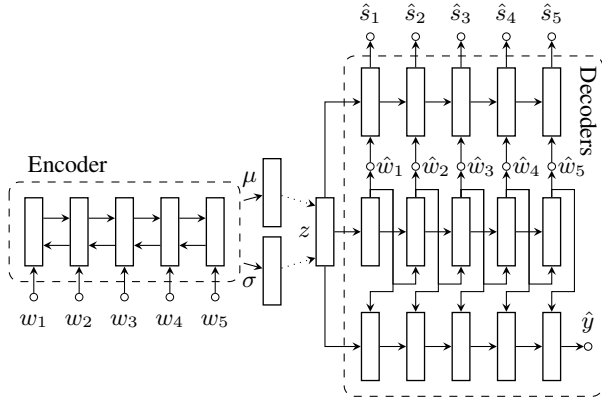 ŝ₁ ŝ₂ ŝ₃ ŝ₄ ŝ₅
Decoders
ŵ₁ ŵ₂ ŵ₃ ŵ₄ ŵ₅
Encoder
μ
z
σ
w₁ w₂ w₃ w₄ w₅
ŷ